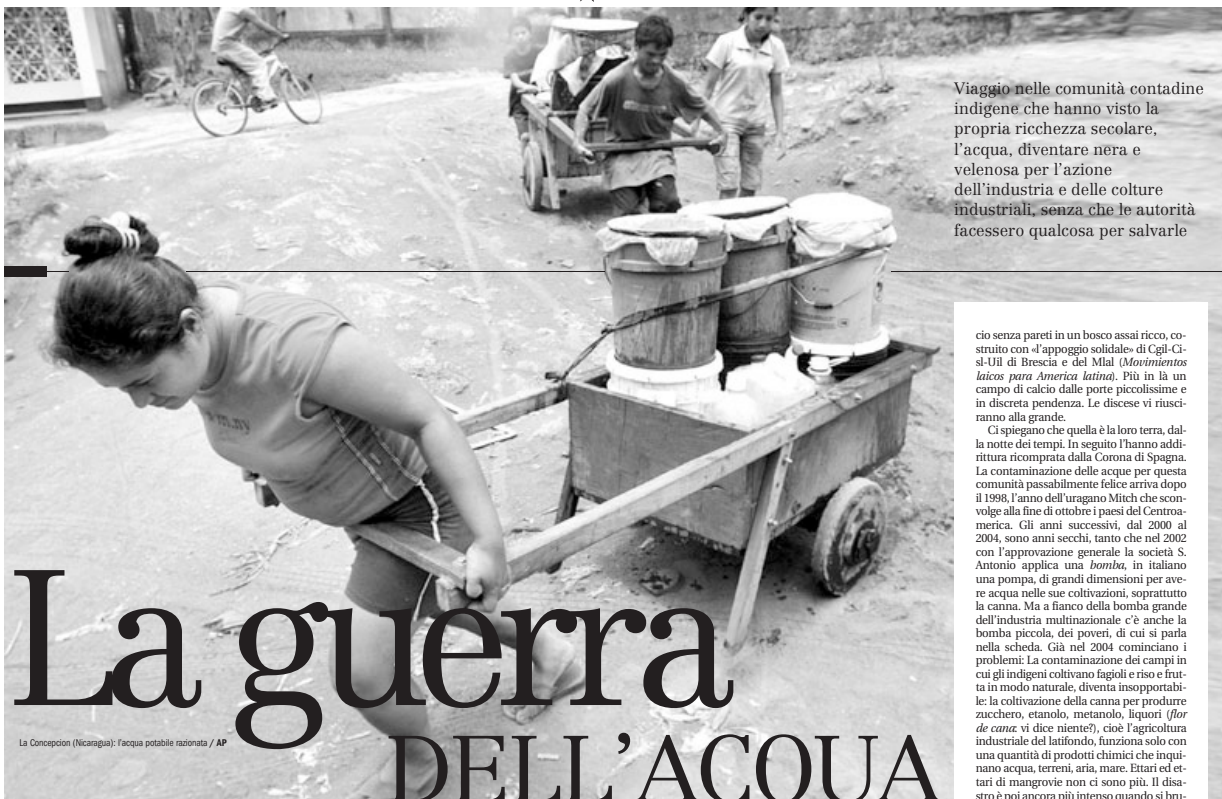 Viaggio nelle comunità contadine
indigene che hanno visto la
propria ricchezza secolare,
l'acqua, diventare nera e
velenosa per l'azione
dell'industria e delle colture
industriali, senza che le autorità
facessero qualcosa per salvarle
La guerra
DELL'ACQUA
La Concepcion (Nicaragua): l'acqua potabile razionata / AP
cio senza pareti in un bosco assai ricco, co-
struito con «l'appoggio solidale» di Cgil-Ci-
sl-Uil di Brescia e del Mlal (Movimientos
laicos para America latina). Più in là un
campo di calcio dalle porte piccolissime e
in discreta pendenza. Le discese vi riusci-
ranno alla grande.
Ci spiegano che quella è la loro terra, dal-
la notte dei tempi. In seguito l'hanno addi-
rittura ricomprata dalla Corona di Spagna.
La contaminazione delle acque per questa
comunità passabilmente felice arriva dopo
il 1998, l'anno dell'uragano Mitch che scon-
volge alla fine di ottobre i paesi del Centroa-
merica. Gli anni successivi, dal 2000 al
2004, sono anni secchi, tanto che nel 2002
con l'approvazione generale la società S.
Antonio applica una bomba, in italiano
una pompa, di grandi dimensioni per ave-
re acqua nelle sue coltivazioni, soprattutto
la canna. Ma a fianco della bomba grande
dell'industria multinazionale c'è anche la
bomba piccola, dei poveri, di cui si parla
nella scheda. Già nel 2004 cominciano i
problemi: La contaminazione dei campi in
cui gli indigeni coltivano fagioli e riso e frut-
ta in modo naturale, diventa insopportabi-
le: la coltivazione della canna per produrre
zucchero, etanolo, metanolo, liquori (flor
de cana: vi dice niente?), cioè l'agricoltura
industriale del latifondo, funziona solo con
una quantità di prodotti chimici che inqui-
nano acqua, terreni, aria, mare. Ettari ed et-
tari di mangrovie non ci sono più. Il disa-
stro è poi ancora più intenso quando si bru-